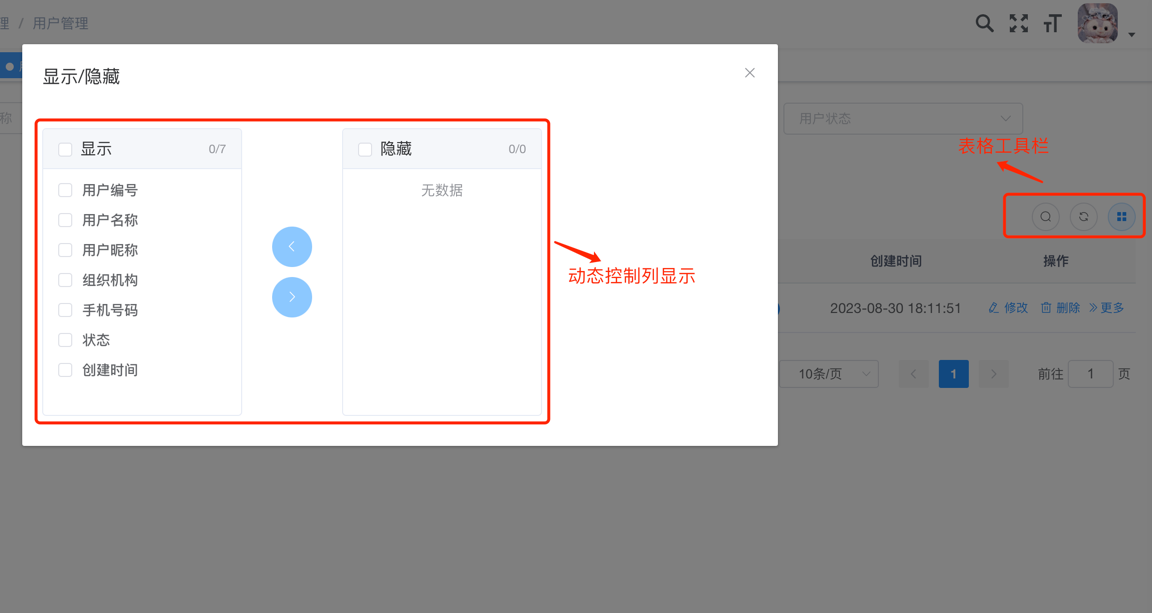 理 / 用户管理
显示/隐藏
称
用户状态
表格工具栏
显示 0/7
隐藏 0/0
用户编号
无数据
用户名称
用户昵称
组织机构
手机号码
状态
创建时间
动态控制列显示
创建时间 操作
2023-08-30 18:11:51 修改 删除 更多
10条/页 1 前往 1 页